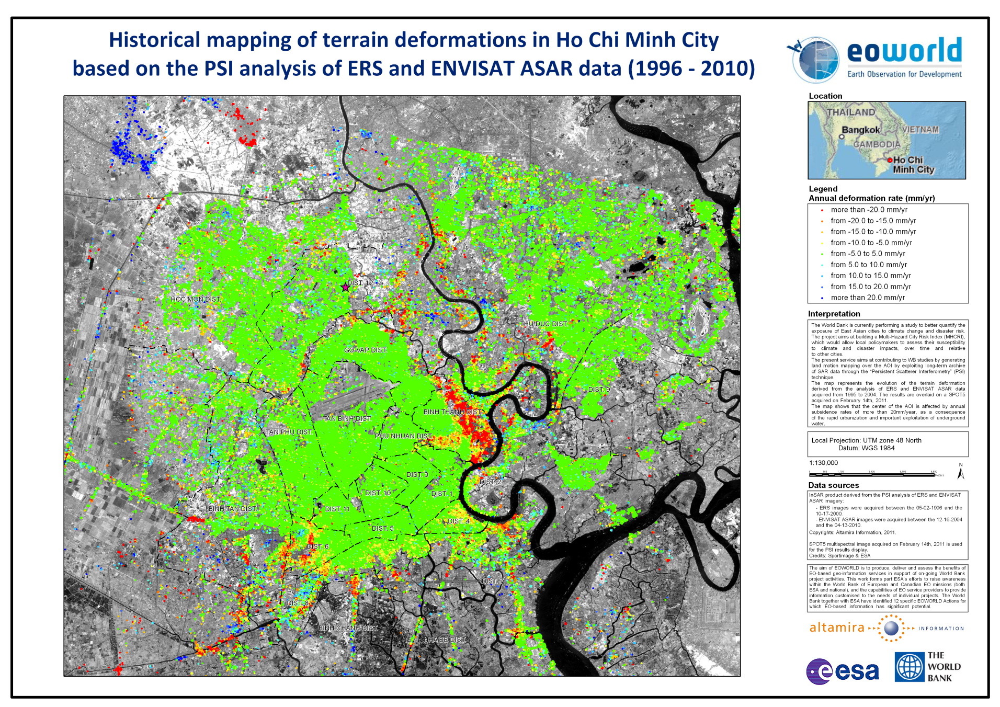 Historical mapping of terrain deformations in Ho Chi Minh City
based on the PSI analysis of ERS and ENVISAT ASAR data (1996 - 2010)
eoworld
Earth Observation for Development
Location
THAILAND
Bangkok
VIETNAM
CAMBODIA
Ho Chi
Minh City
Legend
Annual deformation rate (mm/yr)
more than -20.0 mm/yr
from -20.0 to -15.0 mm/yr
from -15.0 to -10.0 mm/yr
from -10.0 to -5.0 mm/yr
from -5.0 to 5.0 mm/yr
from 5.0 to 10.0 mm/yr
from 10.0 to 15.0 mm/yr
from 15.0 to 20.0 mm/yr
more than 20.0 mm/yr
Interpretation
The World Bank is currently performing a study to better quantify the
exposure of East Asian cities to climate change and disaster risk.
The project aims at building a Multi-Hazard City Risk Index (MHCRI),
which would allow local policymakers to assess their susceptibility
to climate and disaster impacts, over time and relative
to other cities.
The present service aims at contributing to WB studies by generating
land motion mapping over the AOI by exploiting long-term archive
of SAR data through the "Persistent Scatterer Interferometry" (PSI)
technique.
The map represents the evolution of the terrain deformation
derived from the analysis of ERS and ENVISAT ASAR data
acquired from 1995 to 2004. The results are overlaid on a SPOT5
acquired on February 14th, 2011.
The map shows that the center of the AOI is affected by annual
subsidence rates of more than 20mm/year, as a consequence
of the rapid urbanization and important exploitation of underground
water.
Local Projection: UTM zone 48 North
Datum: WGS 1984
1:130,000
N
0 850 1,700 3,400 5,100 6,800
Meters
Data sources
InSAR product derived from the PSI analysis of ERS and ENVISAT
ASAR imagery:
- ERS images were acquired between the 05-02-1996 and the
10-17-2000.
- ENVISAT ASAR images were acquired between the 12-16-2004
and the 04-13-2010.
Copyrights: Altamira Information, 2011.
SPOT5 multispectral image acquired on February 14th, 2011 is used
for the PSI results display.
Credits: Sportimage & ESA
The aim of EOWORLD is to produce, deliver and assess the benefits of
EO-based geo-information services in support of on-going World Bank
project activities. This work forms part ESA's efforts to raise awareness
within the World Bank of European and Canadian EO missions (both
ESA and national), and the capabilities of EO service providers to provide
information customised to the needs of individual projects. The World
Bank together with ESA have identified 12 specific EOWORLD Actions for
which EO-based information has significant potential.
altamira INFORMATION
esa
THE
WORLD
BANK
DIST. 12
HOC MON DIST.
THU DUC DIST.
GO VAP DIST.
DIST. 9
BINH THANH DIST.
TAN BINH DIST.
TAN PHU DIST.
PHU NHUAN DIST.
DIST. 3
DIST. 2
DIST. 10
DIST. 1
BINH TAN DIST.
DIST. 11
DIST. 4
DIST. 5
DIST. 6
DIST. 7
DIST. 8
BINH CHANH DIST.
NHA BE DIST.